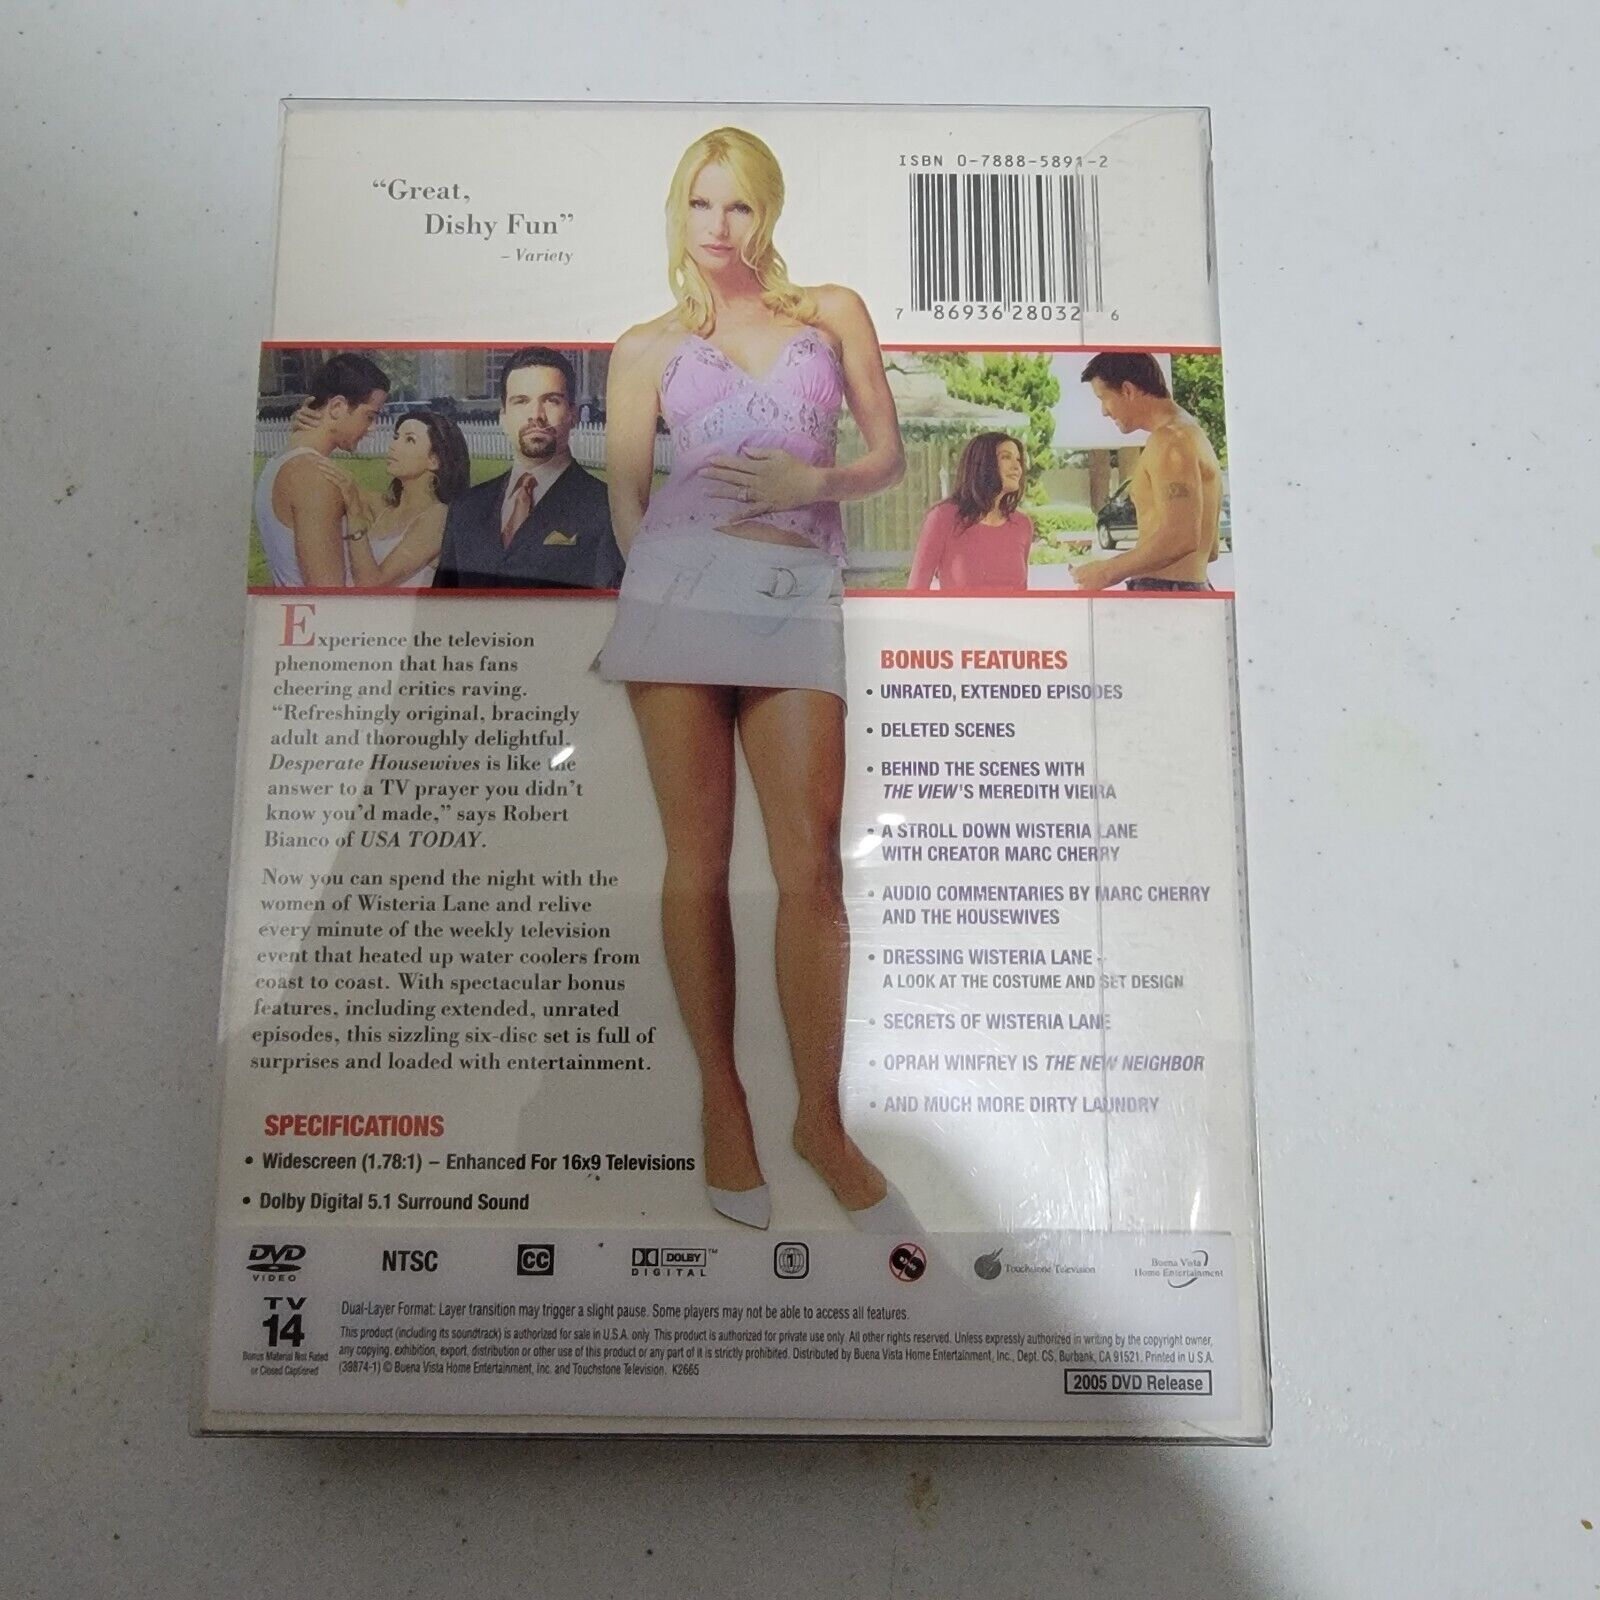 “Great,
Dishy Fun”
– Variety
ISBN 0-7888-5891-2
7 86936 28032 6
Experience the television
phenomenon that has fans
cheering and critics raving.
“Refreshingly original, bracingly
adult and thoroughly delightful.
Desperate Housewives is like the
answer to a TV prayer you didn’t
know you’d made,” says Robert
Bianco of USA TODAY.
Now you can spend the night with the
women of Wisteria Lane and relive
every minute of the weekly television
event that heated up water coolers from
coast to coast. With spectacular bonus
features, including extended, unrated
episodes, this sizzling six-disc set is full of
surprises and loaded with entertainment.
SPECIFICATIONS
• Widescreen (1.78:1) – Enhanced For 16x9 Televisions
• Dolby Digital 5.1 Surround Sound
BONUS FEATURES
• UNRATED, EXTENDED EPISODES
• DELETED SCENES
• BEHIND THE SCENES WITH
THE VIEW'S MEREDITH VIEIRA
• A STROLL DOWN WISTERIA LANE
WITH CREATOR MARC CHERRY
• AUDIO COMMENTARIES BY MARC CHERRY
AND THE HOUSEWIVES
• DRESSING WISTERIA LANE –
A LOOK AT THE COSTUME AND SET DESIGN
• SECRETS OF WISTERIA LANE
• OPRAH WINFREY IS THE NEW NEIGHBOR
• AND MUCH MORE DIRTY LAUNDRY
DVD VIDEO NTSC CC DOLBY DIGITAL ™ 1 Touchstone Television Buena Vista Home Entertainment
TV
14
Bonus Material Not Rated
or Closed Captioned
Dual-Layer Format: Layer transition may trigger a slight pause. Some players may not be able to access all features.
This product (including its soundtrack) is authorized for sale in U.S.A. only. This product is authorized for private use only. All other rights reserved. Unless expressly authorized in writing by the copyright owner,
any copying, exhibition, export, distribution or other use of this product or any part of it is strictly prohibited. Distributed by Buena Vista Home Entertainment, Inc., Dept. CS, Burbank, CA 91521. Printed in U.S.A.
(39874-1) © Buena Vista Home Entertainment, Inc. and Touchstone Television. K2665
2005 DVD Release